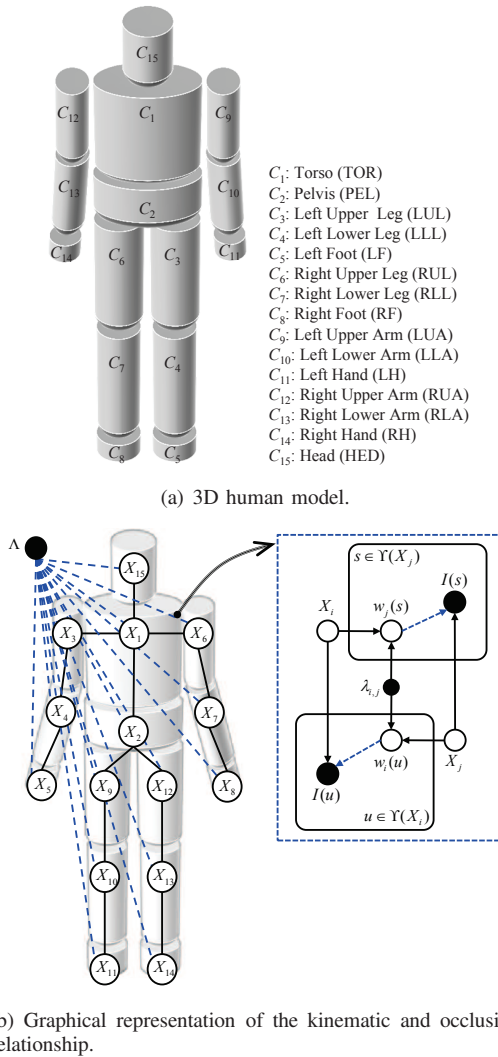 C15
C12
C1
C9
C13
C10
C2
C14
C11
C6
C3
C7
C4
C8
C5
C1: Torso (TOR)
C2: Pelvis (PEL)
C3: Left Upper Leg (LUL)
C4: Left Lower Leg (LLL)
C5: Left Foot (LF)
C6: Right Upper Leg (RUL)
C7: Right Lower Leg (RLL)
C8: Right Foot (RF)
C9: Left Upper Arm (LUA)
C10: Left Lower Arm (LLA)
C11: Left Hand (LH)
C12: Right Upper Arm (RUA)
C13: Right Lower Arm (RLA)
C14: Right Hand (RH)
C15: Head (HED)
(a) 3D human model.
Λ
X15
X3
X1
X6
X4
X7
X2
X5
X9
X12
X8
X10
X13
X11
X14
s ∈ Υ(Xj)
I(s)
Xi
wj(s)
λi,j
wi(u)
Xj
I(u)
u ∈ Υ(Xi)
b) Graphical representation of the kinematic and occlusi
elationship.